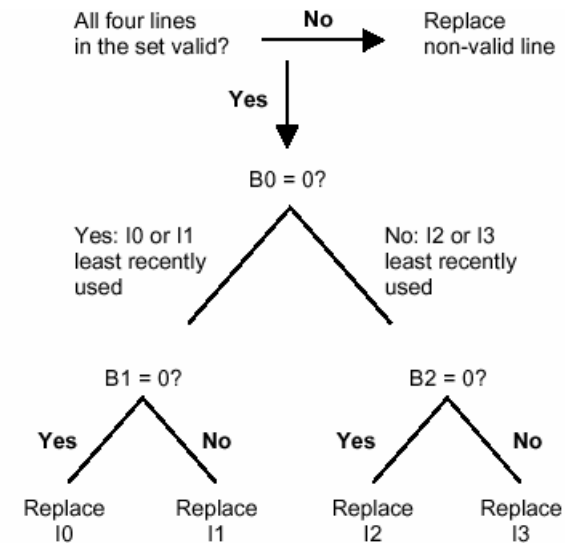 All four lines
in the set valid?
No
Replace
non-valid line
Yes
B0 = 0?
Yes: I0 or I1
least recently
used
No: I2 or I3
least recently
used
B1 = 0?
B2 = 0?
Yes
No
Yes
No
Replace
I0
Replace
I1
Replace
I2
Replace
I3